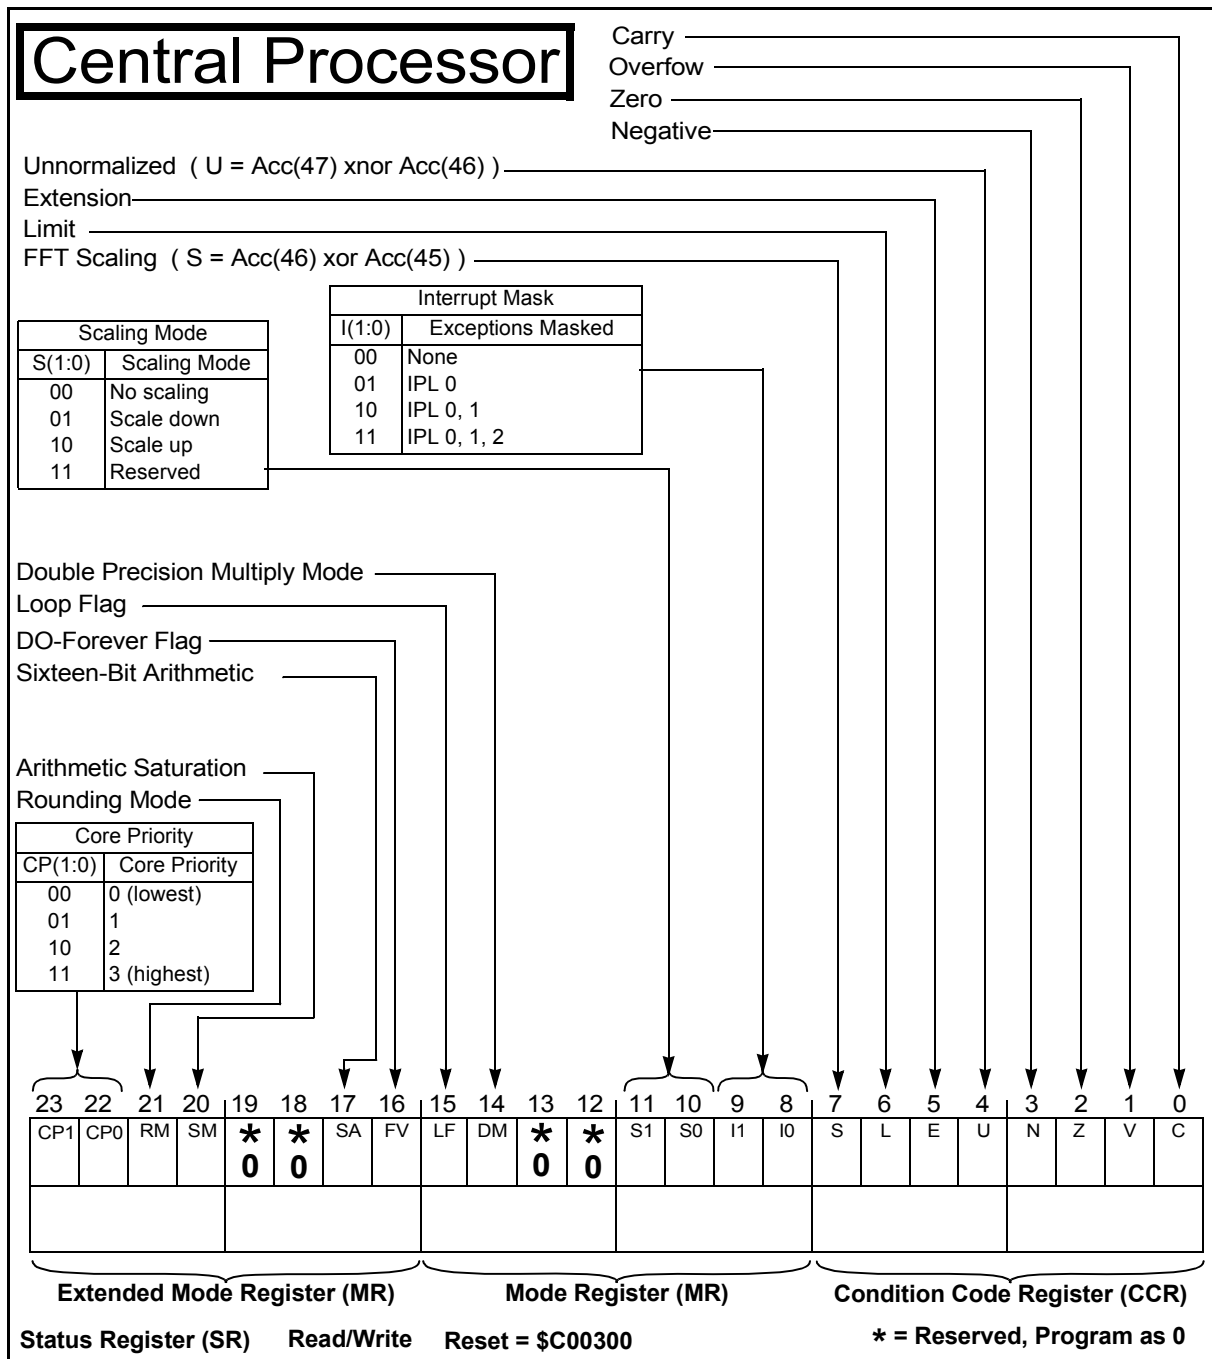 Central Processor
Carry
Overfow
Zero
Negative
Unnormalized ( U = Acc(47) xnor Acc(46) )
Extension
Limit
FFT Scaling ( S = Acc(46) xor Acc(45) )
Interrupt Mask
I(1:0) Exceptions Masked
00 None
01 IPL 0
10 IPL 0, 1
11 IPL 0, 1, 2
Scaling Mode
S(1:0) Scaling Mode
00 No scaling
01 Scale down
10 Scale up
11 Reserved
Double Precision Multiply Mode
Loop Flag
DO-Forever Flag
Sixteen-Bit Arithmetic
Arithmetic Saturation
Rounding Mode
Core Priority
CP(1:0) Core Priority
00 0 (lowest)
01 1
10 2
11 3 (highest)
23 22 21 20 19 18 17 16 15 14 13 12 11 10 9 8 7 6 5 4 3 2 1 0
CP1 CP0 RM SM * * SA FV LF DM * * S1 S0 I1 I0 S L E U N Z V C
0 0 0 0
Extended Mode Register (MR) Mode Register (MR) Condition Code Register (CCR)
Status Register (SR) Read/Write Reset = $C00300 * = Reserved, Program as 0